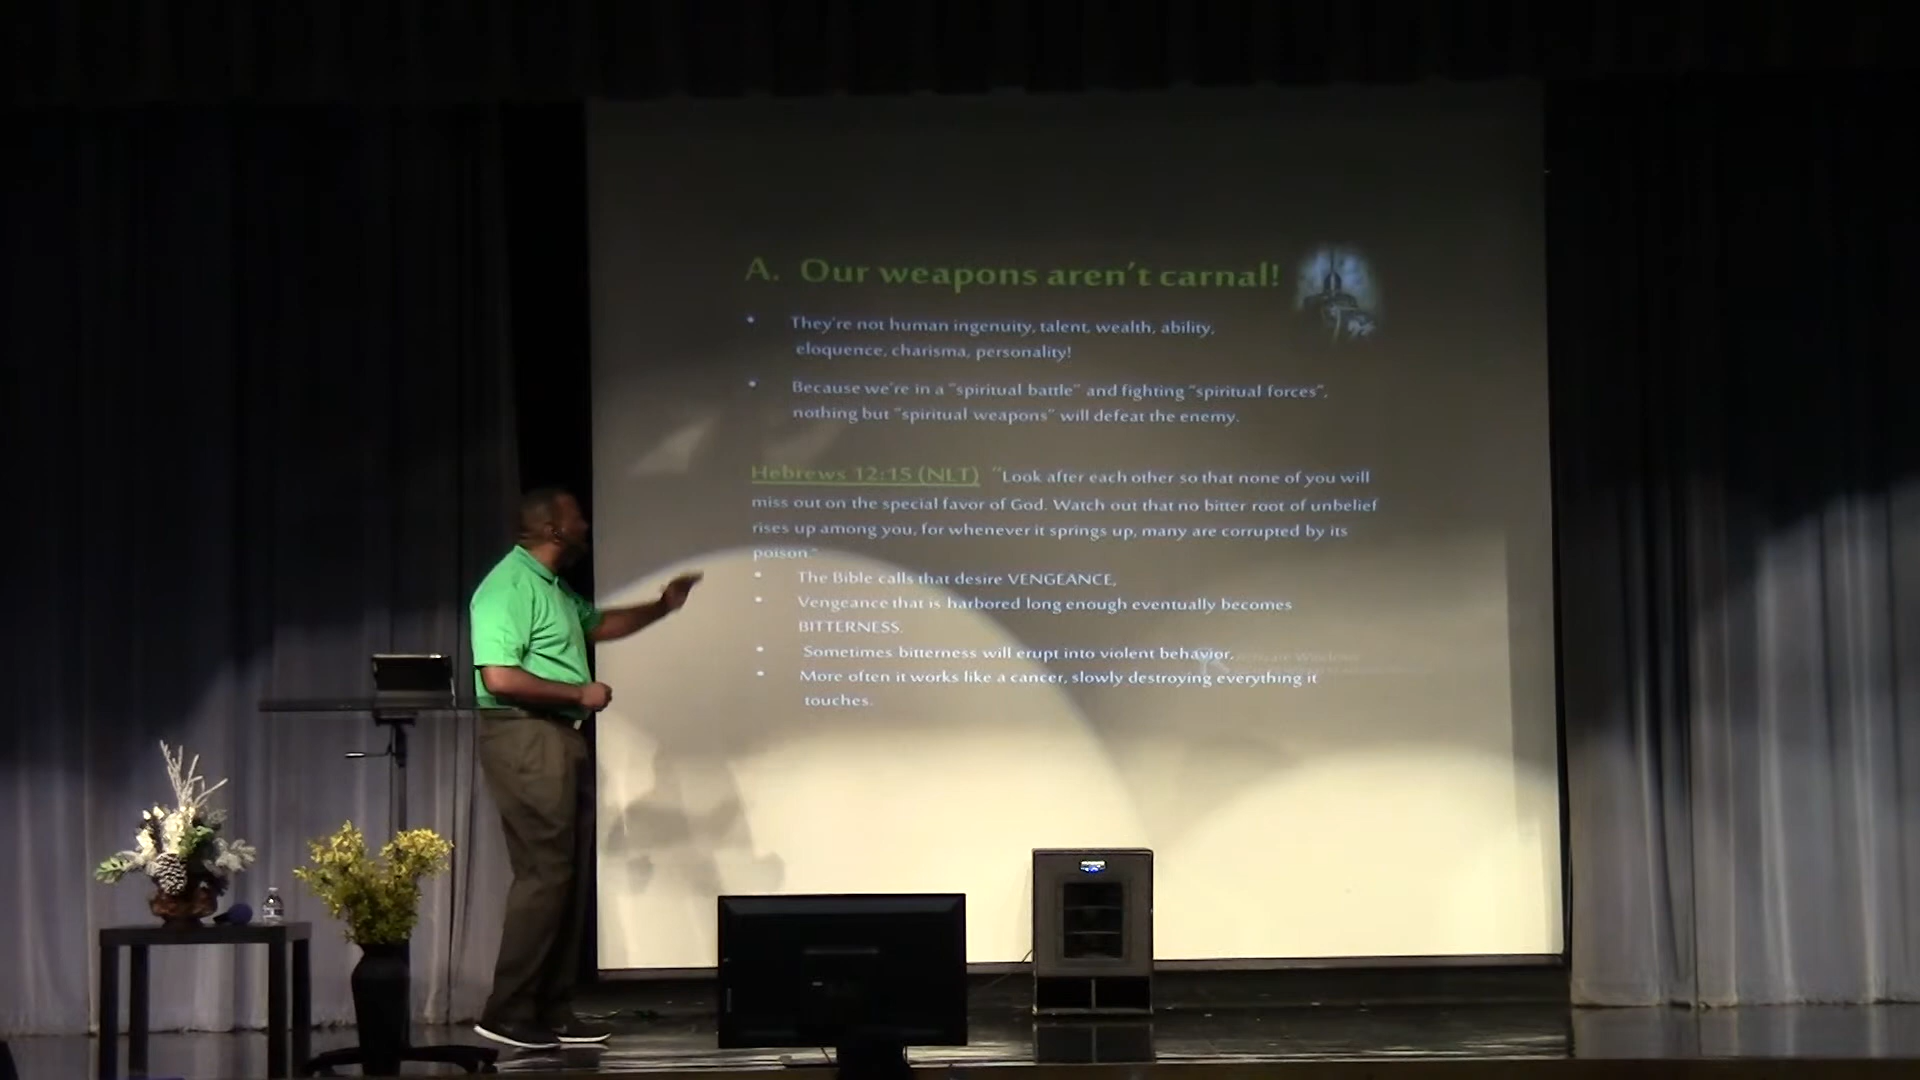 A. Our weapons aren't carnal!
• They're not human ingenuity, talent, wealth, ability,
eloquence, charisma, personality!
• Because we're in a "spiritual battle" and fighting "spiritual forces",
nothing but "spiritual weapons" will defeat the enemy.
Hebrews 12:15 (NLT) "Look after each other so that none of you will
miss out on the special favor of God. Watch out that no bitter root of unbelief
rises up among you, for whenever it springs up, many are corrupted by its
poison"
• The Bible calls that desire VENGEANCE,
• Vengeance that is harbored long enough eventually becomes
BITTERNESS.
• Sometimes bitterness will erupt into violent behavior.
• More often it works like a cancer, slowly destroying everything it
touches.